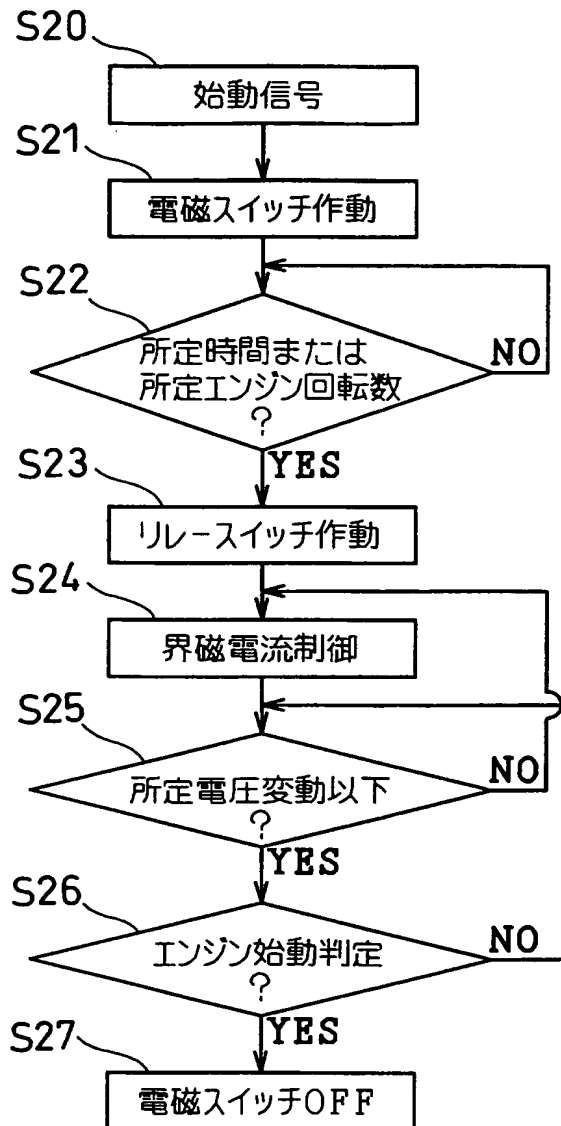 S20
始動信号
S21
電磁スイッチ作動
S22
所定時間または
所定エンジン回転数
?
NO
YES
S23
リレースイッチ作動
S24
界磁電流制御
S25
所定電圧変動以下
?
NO
YES
S26
エンジン始動判定
?
NO
YES
S27
電磁スイッチOFF